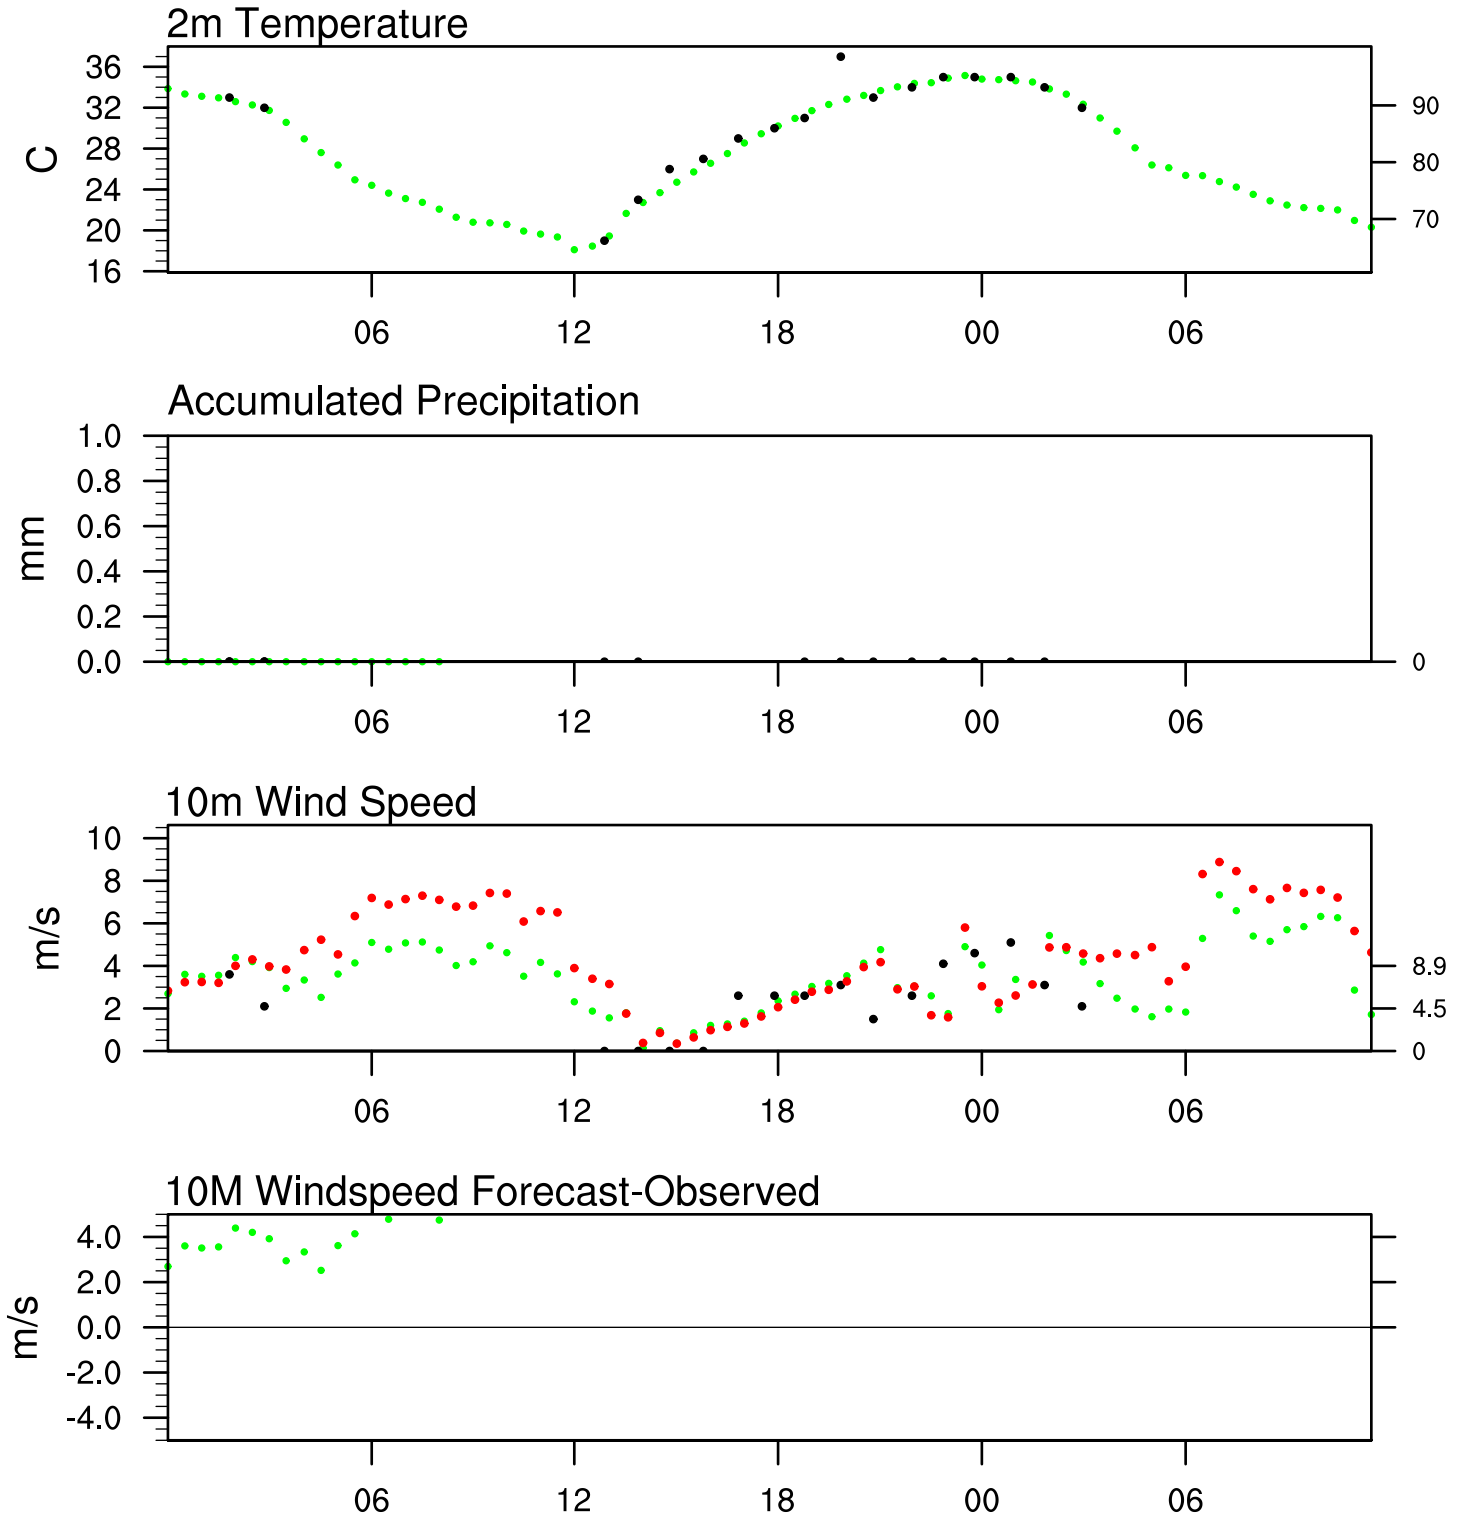 2m Temperature
36
32
28
24
20
16
C
90
80
70
06 12 18 00 06
Accumulated Precipitation
1.0
0.8
0.6
0.4
0.2
0.0
mm
0
06 12 18 00 06
10m Wind Speed
10
8
6
4
2
0
m/s
8.9
4.5
0
06 12 18 00 06
10M Windspeed Forecast-Observed
4.0
2.0
0.0
-2.0
-4.0
m/s
06 12 18 00 06